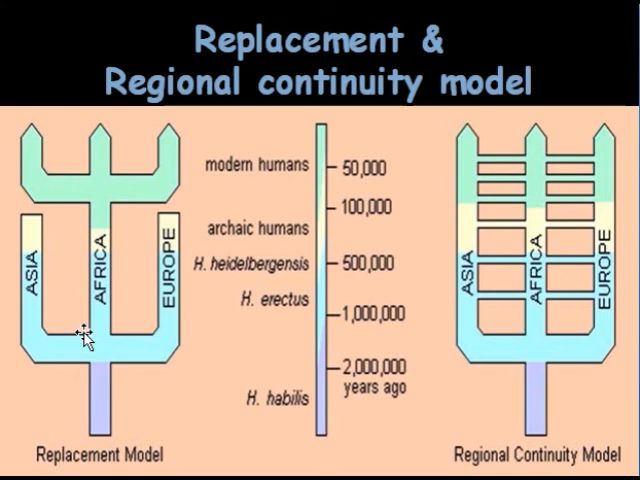 Replacement &
Regional continuity model
modern humans
50,000
100,000
archaic humans
H. heidelbergensis
500,000
H. erectus
1,000,000
2,000,000
years ago
H. habilis
ASIA
AFRICA
EUROPE
ASIA
AFRICA
EUROPE
Replacement Model
Regional Continuity Model